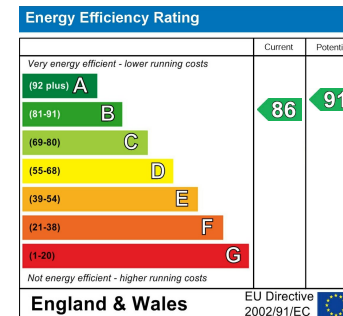 Energy Efficiency Rating
Current Potenti
Very energy efficient - lower running costs
(92 plus) A
(81-91) B
(69-80) C
(55-68) D
(39-54) E
(21-38) F
(1-20) G
86
91
Not energy efficient - higher running costs
England & Wales
EU Directive
2002/91/EC